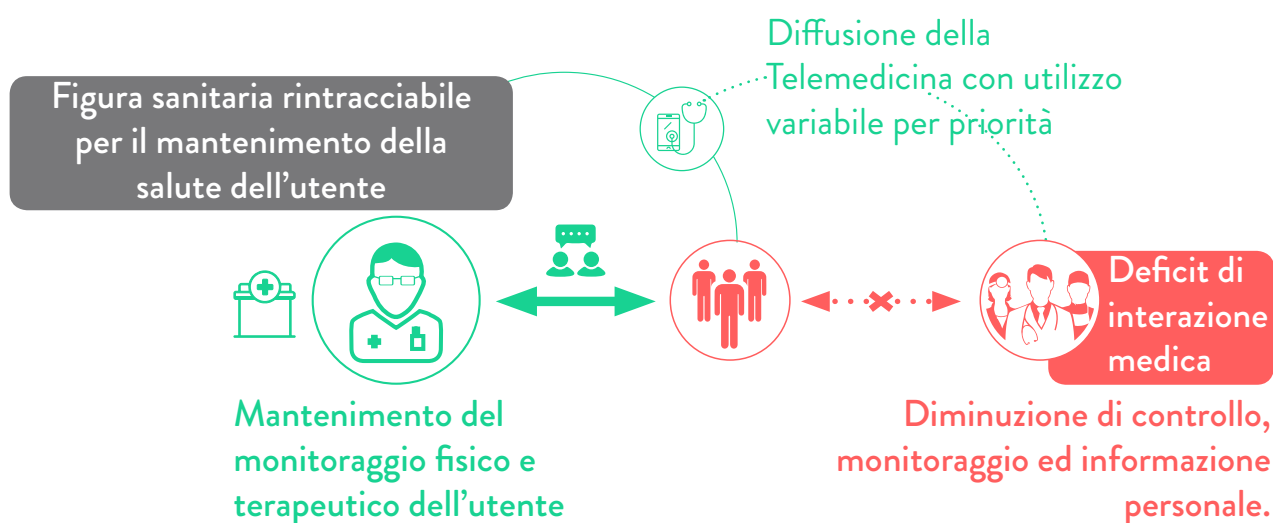 Diffusione della
Telemedicina con utilizzo
variabile per priorità
Figura sanitaria rintracciabile
per il mantenimento della
salute dell’utente
Deficit di
interazione
medica
Mantenimento del
monitoraggio fisico e
terapeutico dell’utente
Diminuzione di controllo,
monitoraggio ed informazione
personale.